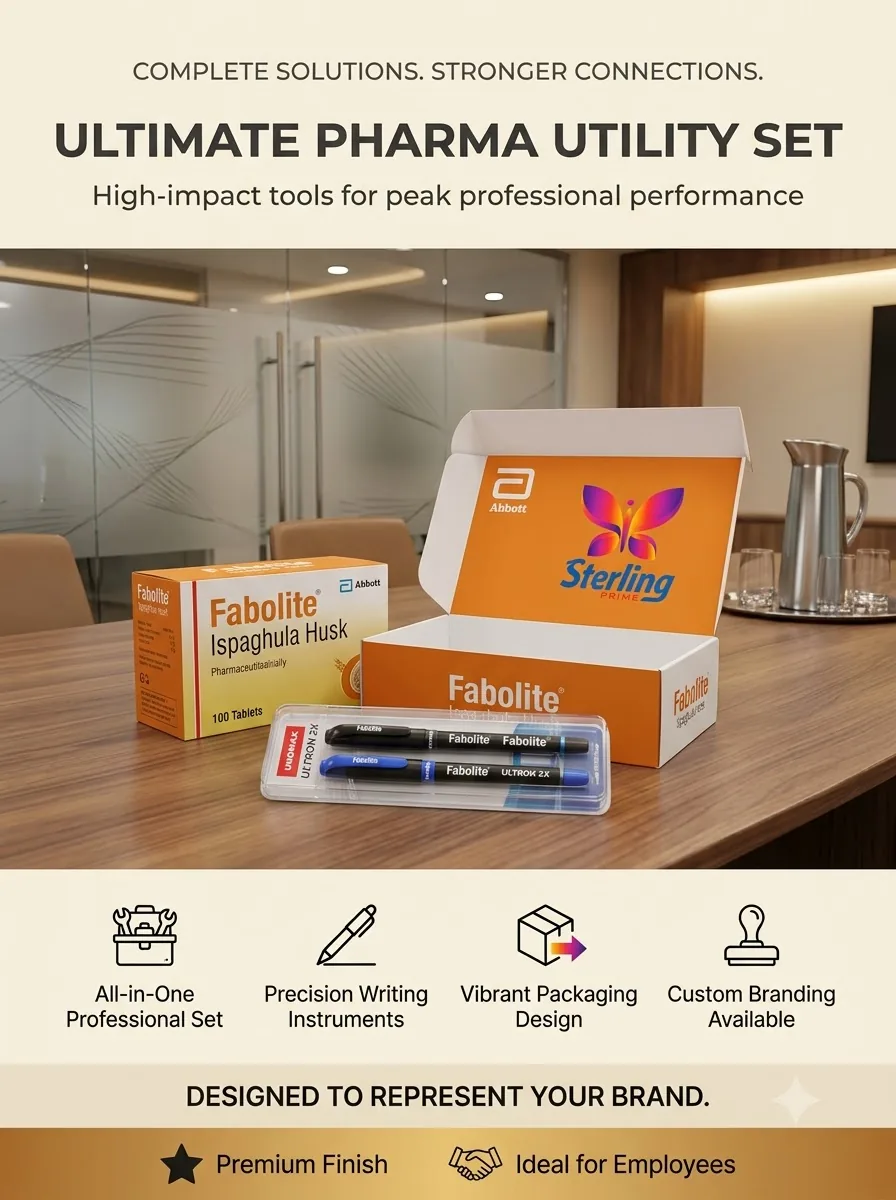 COMPLETE SOLUTIONS. STRONGER CONNECTIONS.
ULTIMATE PHARMA UTILITY SET
High-impact tools for peak professional performance
Abbott
Sterling
PRIME
Fabolite®
Abbott
Fabolite®
Ispaghula Husk
Pharmaceutitaalnially
100 Tablets
Fabolite®
Fabolite®
ULTRON 2X
Fabolite Fabolite®
Fabolite® ULTROK 2X
All-in-One
Professional Set
Precision Writing
Instruments
Vibrant Packaging
Design
Custom Branding
Available
DESIGNED TO REPRESENT YOUR BRAND.
Premium Finish
Ideal for Employees